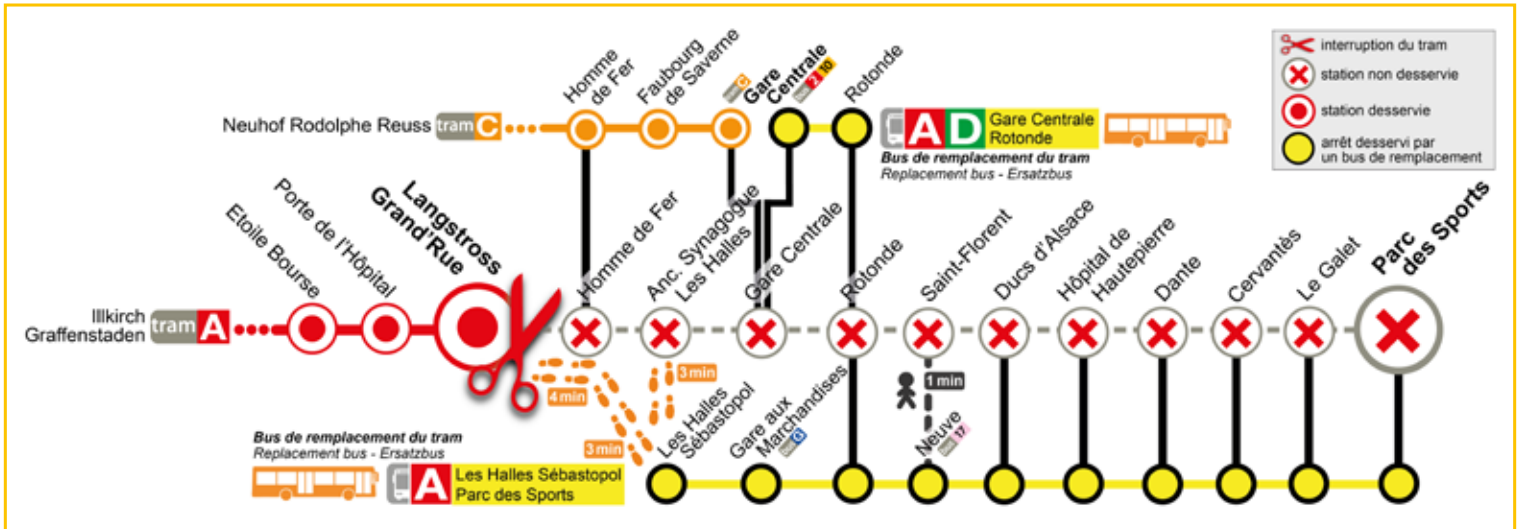 interruption du tram
station non desservie
station desservie
arrêt desservi par
un bus de remplacement
Neuhof Rodolphe Reuss tram C
Homme
de Fer
Faubourg
de Saverne
tram C
Gare
Centrale
bus 2 10
Rotonde
A D Gare Centrale
Rotonde
Bus de remplacement du tram
Replacement bus - Ersatzbus
Illkirch
Graffenstaden
tram A
Etoile Bourse
Porte de l'Hôpital
Langstross
Grand'Rue
Homme de Fer
Anc. Synagogue
Les Halles
Gare Centrale
Rotonde
Saint-Florent
Ducs d'Alsace
Hôpital de
Hautepierre
Dante
Cervantès
Le Galet
Parc
des Sports
4 min
3 min
3 min
1 min
Les Halles
Sébastopol
Gare aux
Marchandises
Neuve
17
Bus de remplacement du tram
Replacement bus - Ersatzbus
A Les Halles Sébastopol
Parc des Sports